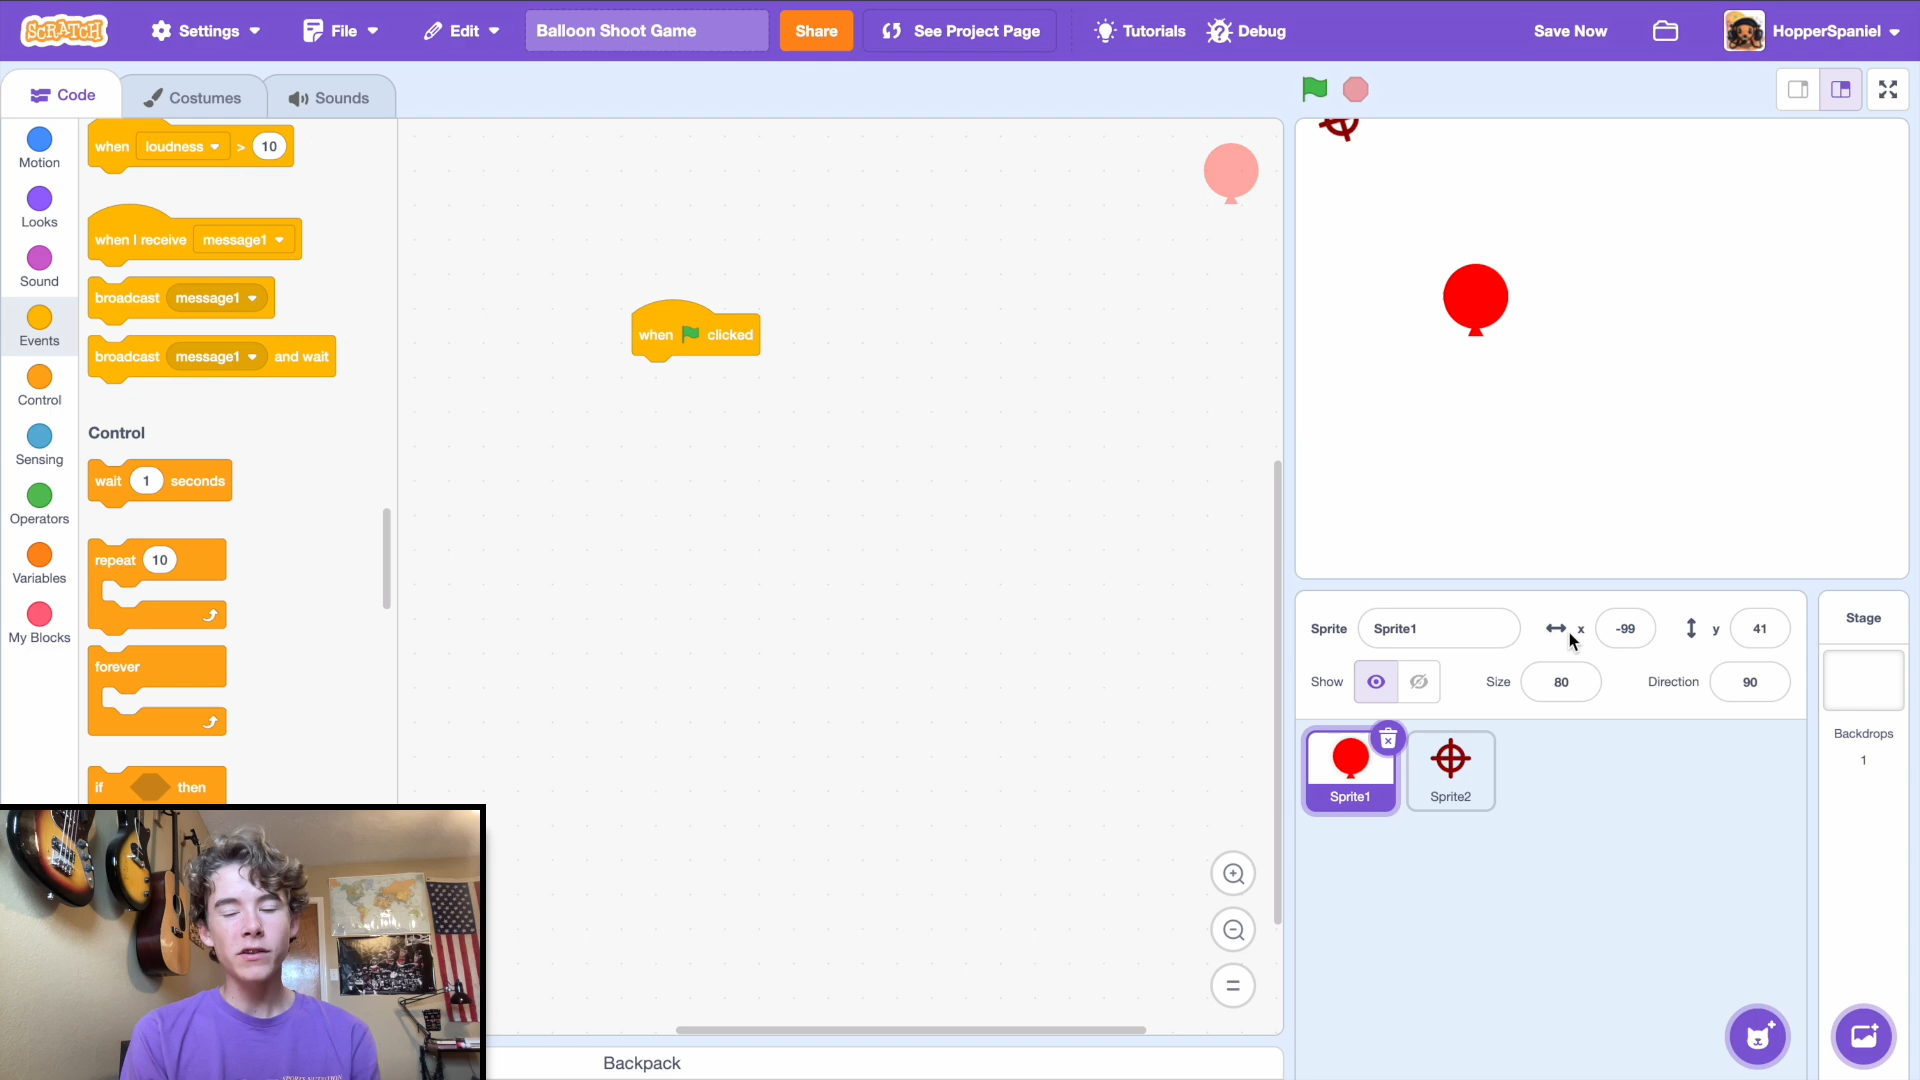 SCRATCH Settings File Edit Balloon Shoot Game Share See Project Page Tutorials Debug Save Now HopperSpaniel
Code Costumes Sounds
Motion
Looks
Sound
Events
Control
Sensing
Operators
Variables
My Blocks
when loudness > 10
when I receive message1
broadcast message1
broadcast message1 and wait
Control
wait 1 seconds
repeat 10
forever
if then
when clicked
Backpack
Sprite Sprite1 x -99 y 41
Show Size 80 Direction 90
Sprite1
Sprite2
Stage
Backdrops
1
SPORTS NUTRITION